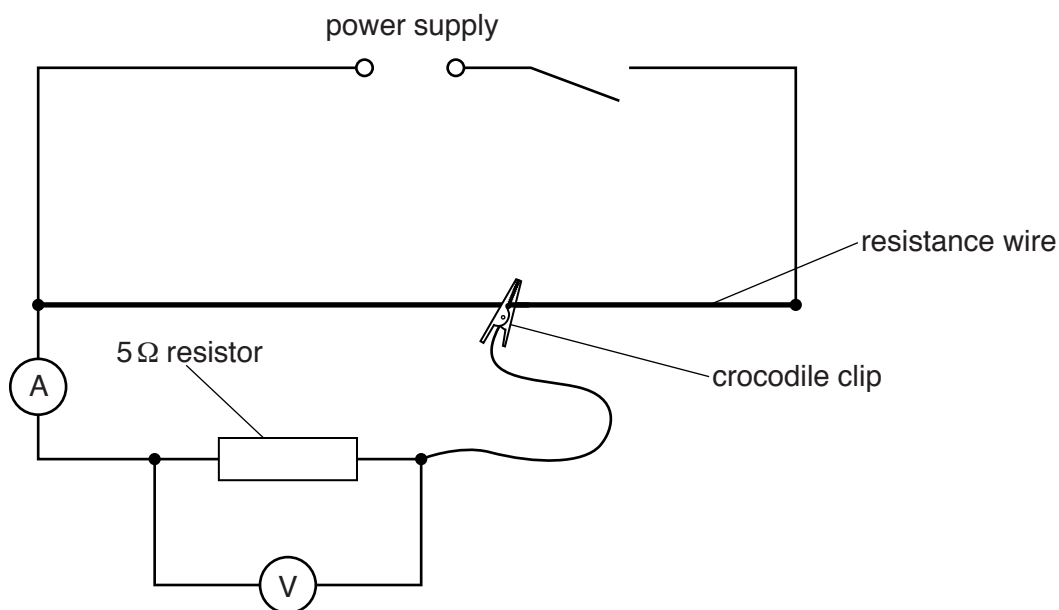 power supply
resistance wire
5 Ω resistor
crocodile clip
A
V